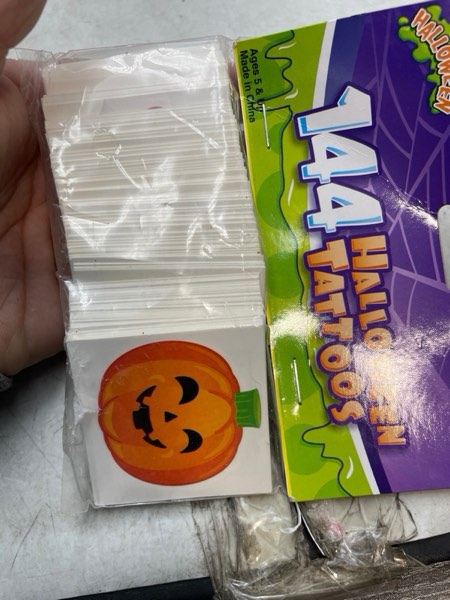 HALLOWEEN
144
HALLOWEEN
TATTOOS
Ages 5 & up
Made in China